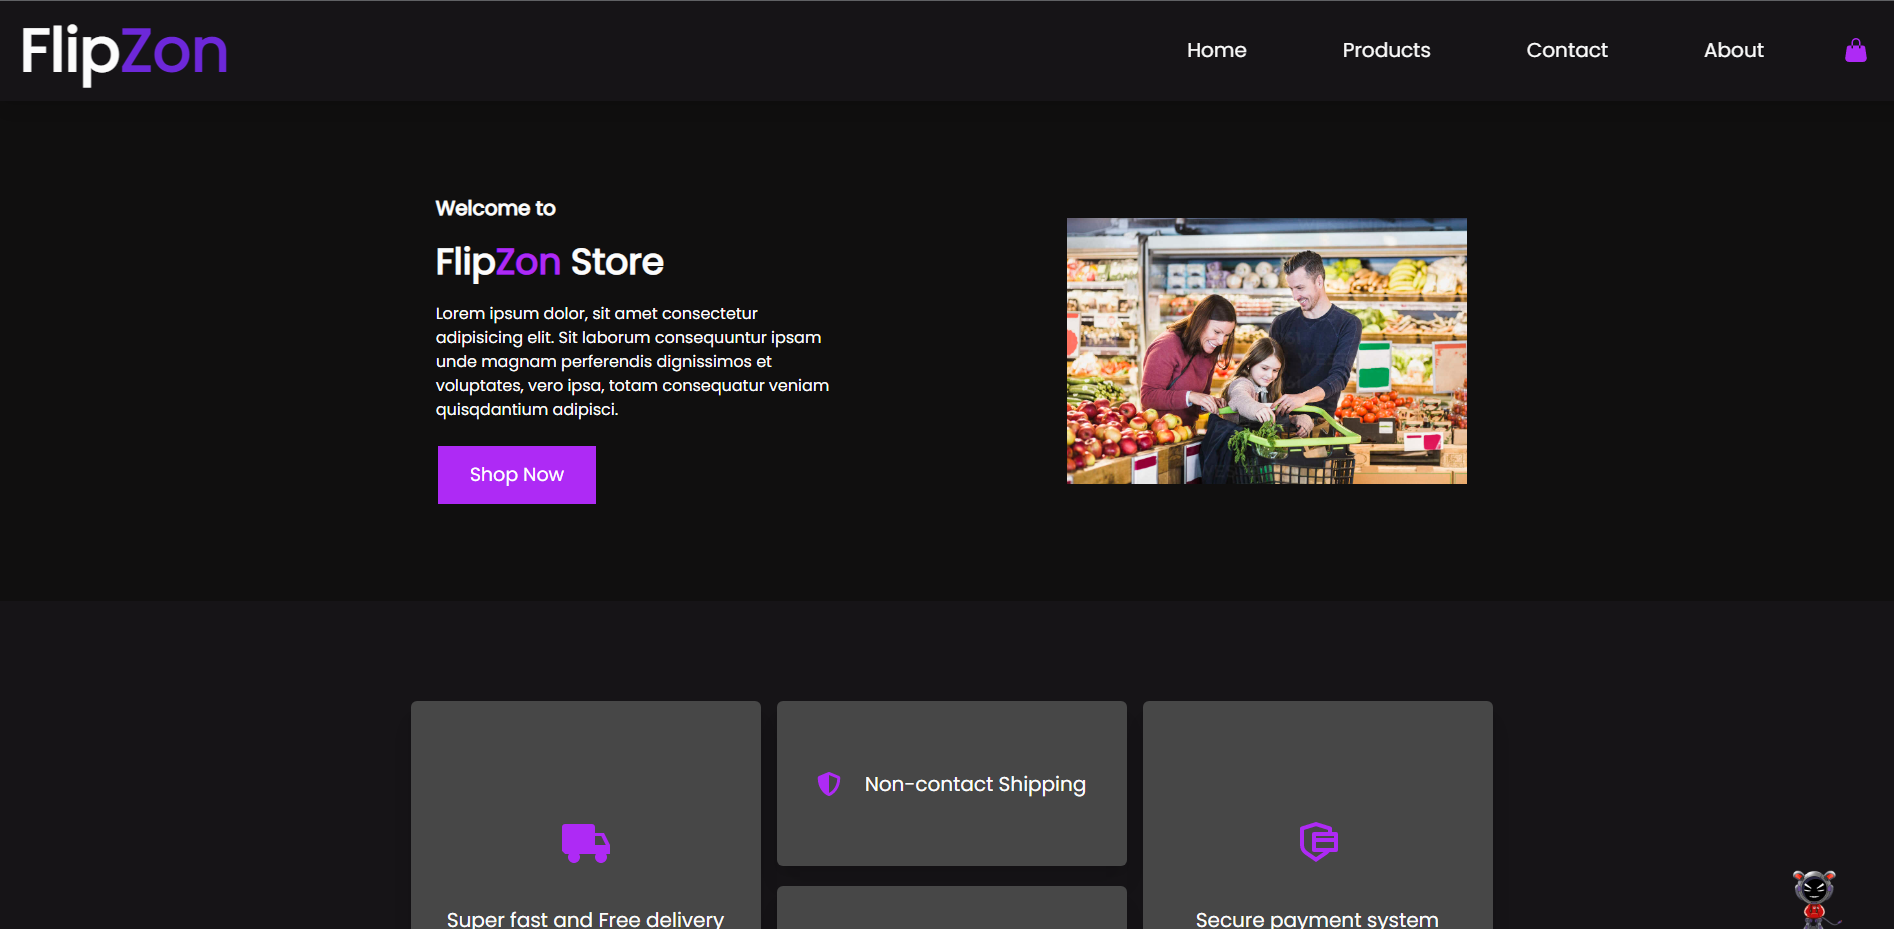 FlipZon
Home
Products
Contact
About
Welcome to
FlipZon Store
Lorem ipsum dolor, sit amet consectetur
adipisicing elit. Sit laborum consequuntur ipsam
unde magnam perferendis dignissimos et
voluptates, vero ipsa, totam consequatur veniam
quisqdantium adipisci.
Shop Now
Non-contact Shipping
Super fast and Free delivery
Secure payment system